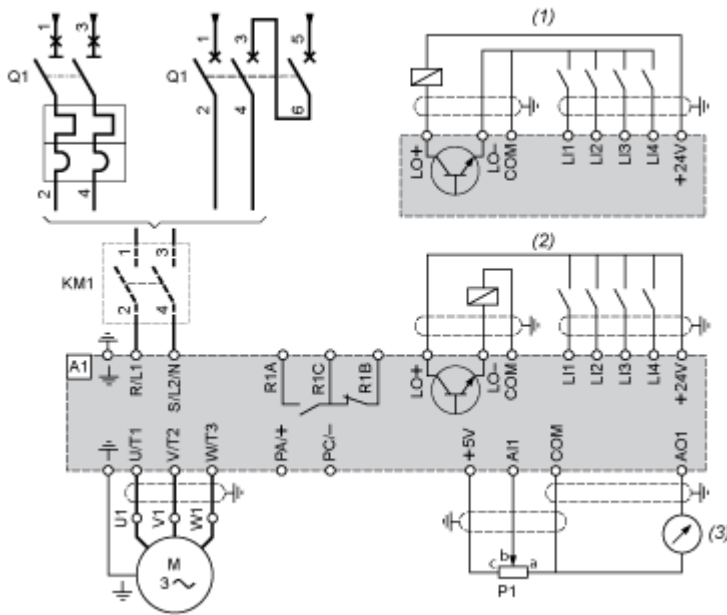 (1)
1 3
1 3 5
Q1
Q1
2 4 6
2 4
LO+ LO- COM LI1 LI2 LI3 LI4 +24V
(2)
1 3
KM1
2 4
A1
R/L1 S/L2/N R1A R1C R1B LO+ LO- COM LI1 LI2 LI3 LI4 +24V
U/T1 V/T2 W/T3 PA/+ PC/- +5V AI1 COM AO1
U1 V1 W1
(3)
M
3
c b a
P1